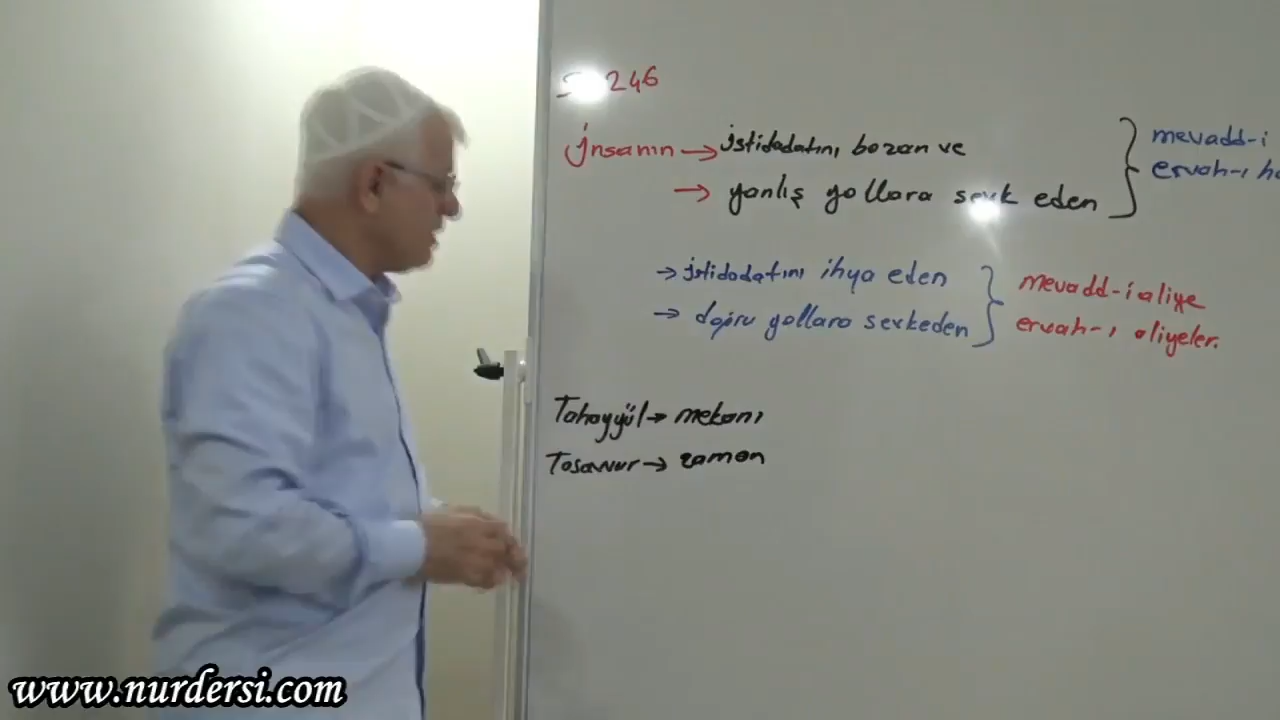 246
İnsanın → istidadatını bozan ve
→ yanlış yollara sevk eden
mevadd-i
ervah-ı
→ istidadatını ihya eden
→ doğru yollara sevkeden
mevadd-i aliye
ervah-ı aliyeler.
Tahayyül → mekanı
Tasavvur → zaman
www.nurdersi.com